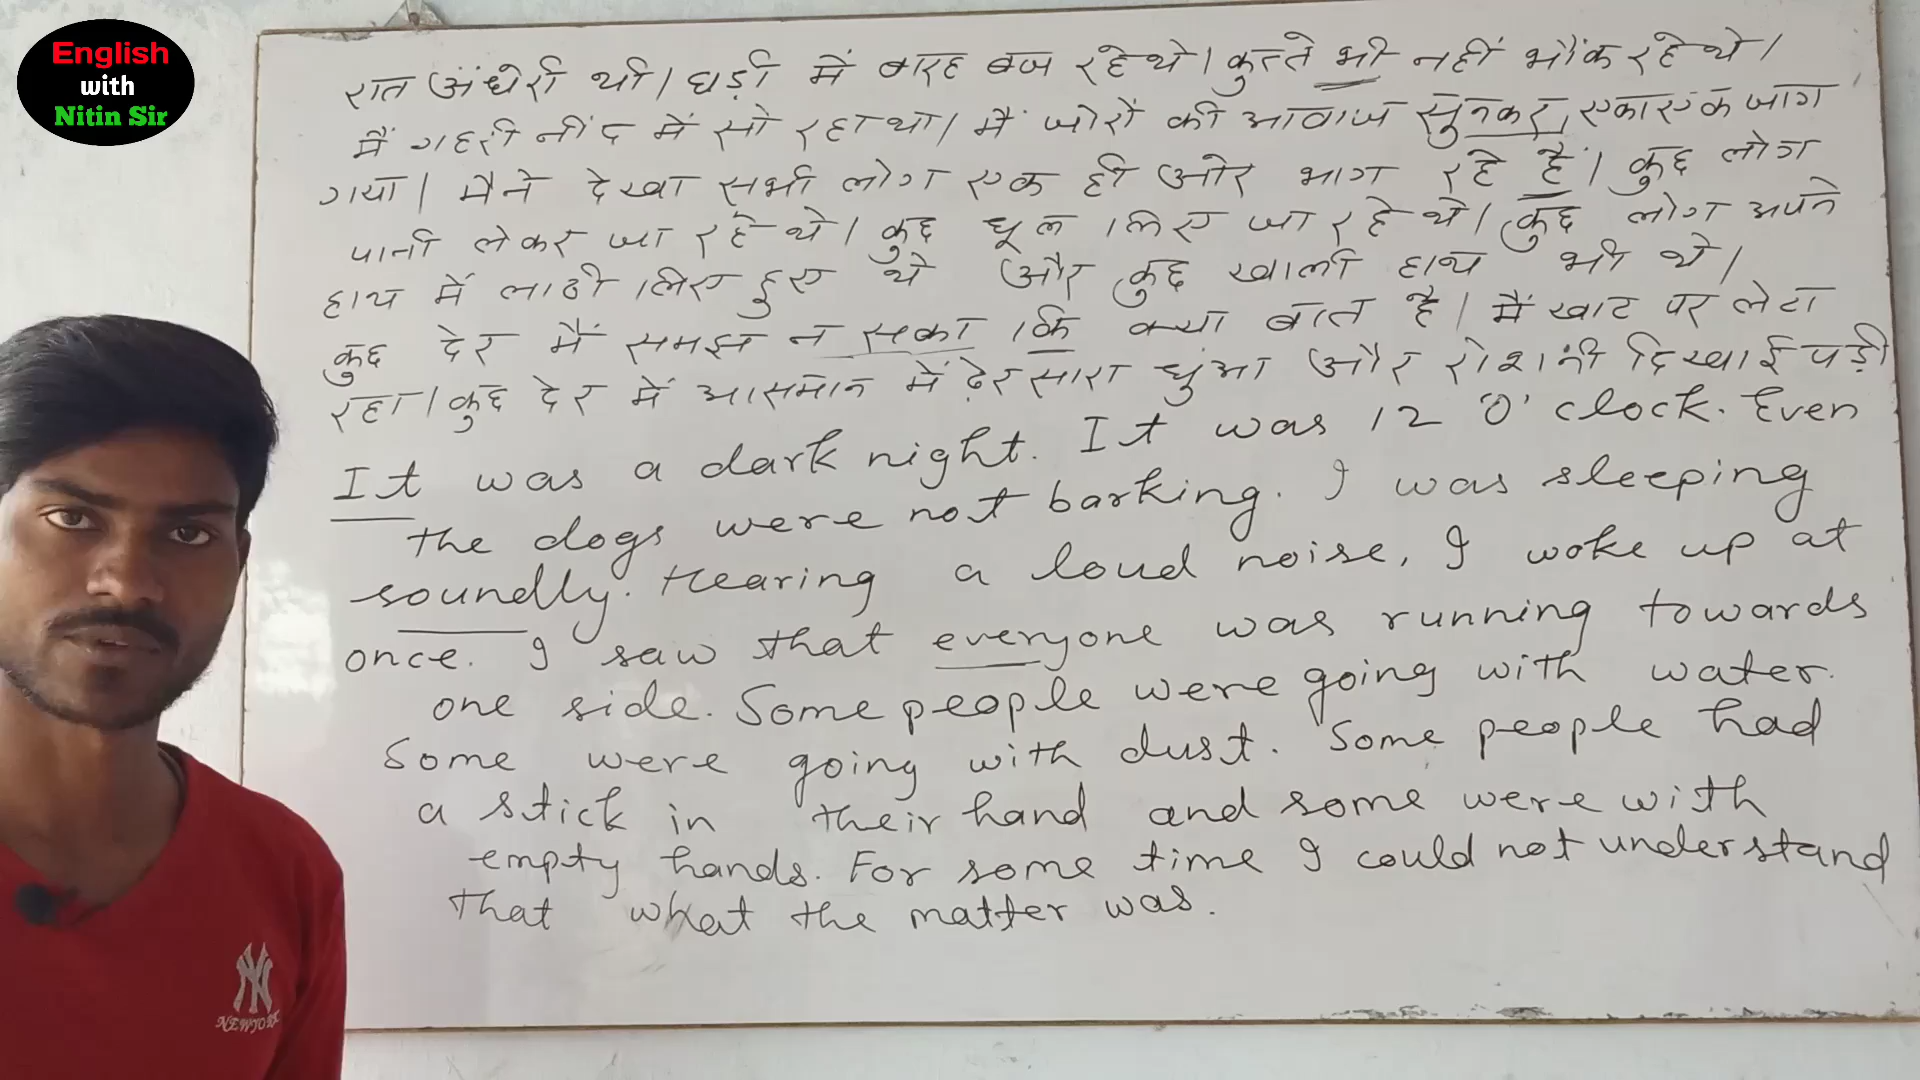 English
with
Nitin Sir
रात अंधेरी थी। घड़ी में बारह बज रहे थे। कुत्ते भी नहीं भौंक रहे थे।
मैं गहरी नींद में सो रहा था। मैं जोरों की आवाज सुनकर एकाएक जाग
गया। मैंने देखा सभी लोग एक ही ओर भाग रहे हैं। कुछ लोग
पानी लेकर जा रहे थे। कुछ धूल लिए जा रहे थे। कुछ लोग अपने
हाथ में लाठी लिए हुए थे और कुछ खाली हाथ भी थे।
कुछ देर मैं समझ न सका कि क्या बात है। मैं खाट पर लेटा
रहा। कुछ देर में आसमान में ढ़ेर सारा धुंआ और रोशनी दिखाई पड़ी
It was a dark night. It was 12 'O' clock. Even
the dogs were not barking. I was sleeping
soundly. Hearing a loud noise, I woke up at
once. I saw that everyone was running towards
one side. Some people were going with water.
Some were going with dust. Some people had
a stick in their hand and some were with
empty hands. For some time I could not understand
that what the matter was.
NY
NEWYORK